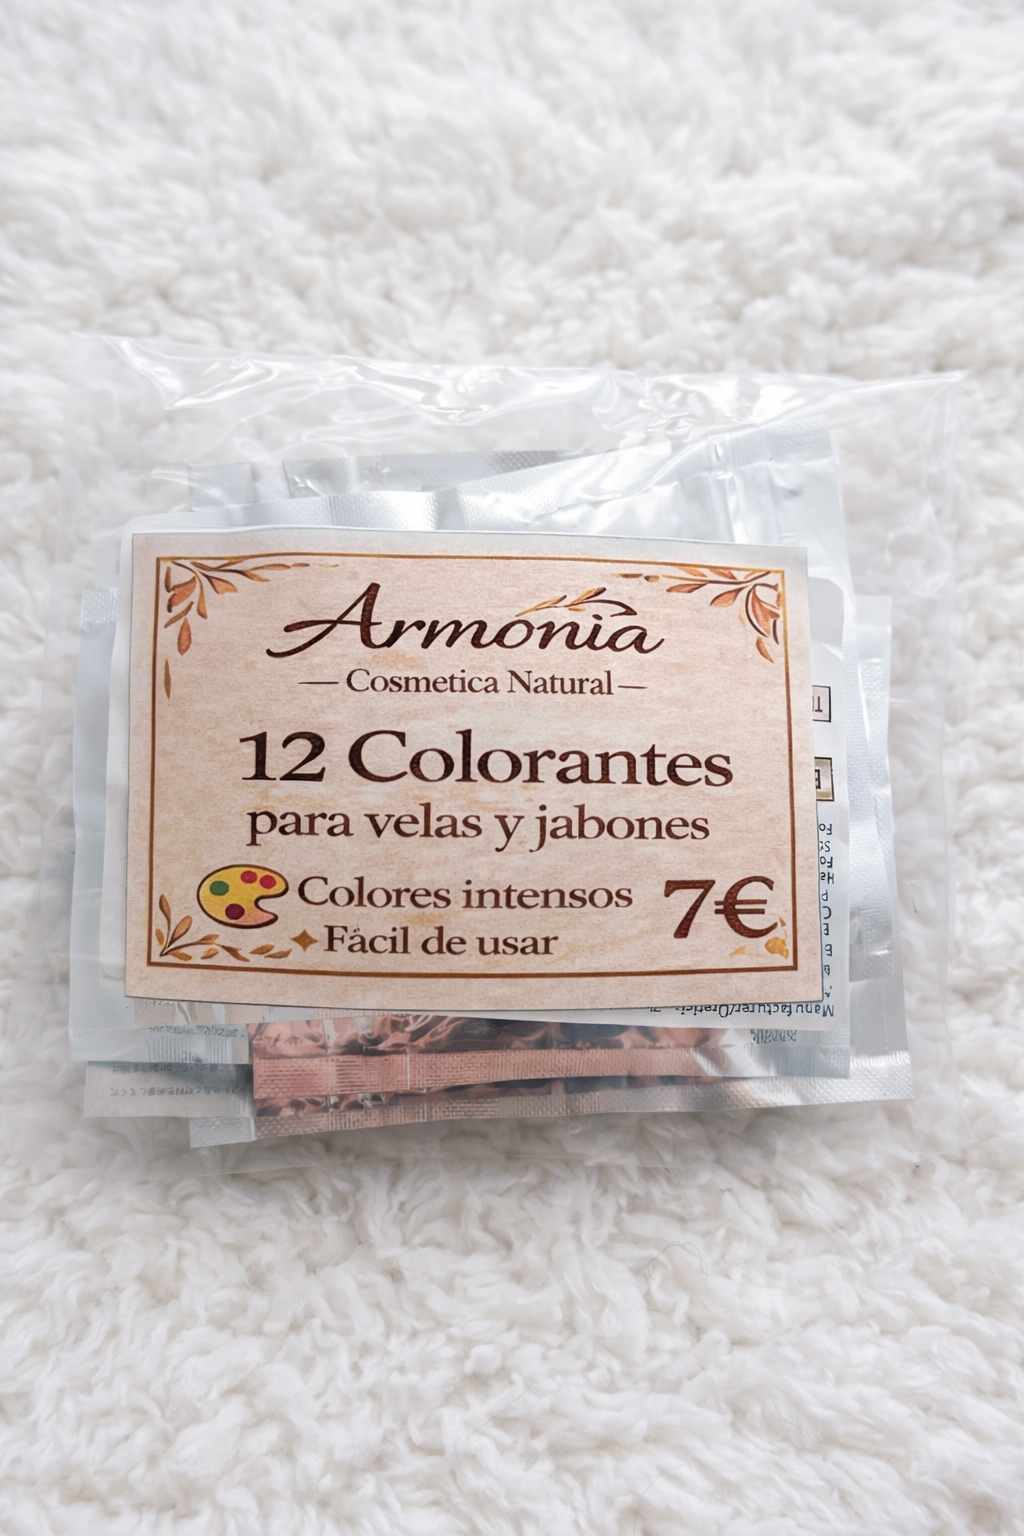 Armonia
Cosmetica Natural
12 Colorantes
para velas y jabones
Colores intensos
Fácil de usar
7€